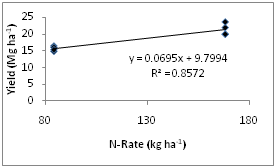 25
20
15
10
5
0
Yield (Mg ha-1)
y = 0.0695x + 9.7994
R² = 0.8572
80 130 180
N-Rate (kg ha-1)